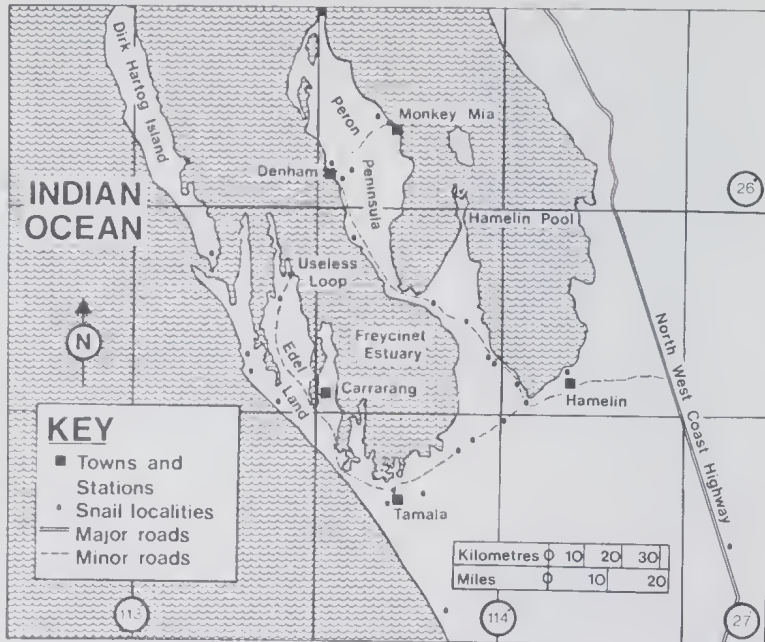 Dirk Hartog Island
Peron
Peninsula
Monkey Mia
Denham
INDIAN
OCEAN
26
Hamelin Pool
Useless
Loop
Freycinet
Estuary
Edel
Land
Carrarang
Hamelin
North West Coast Highway
N
Tamala
KEY
Towns and
Stations
Snail localities
Major roads
Minor roads
Kilometres 0 10 20 30
Miles 0 10 20
113
114
27